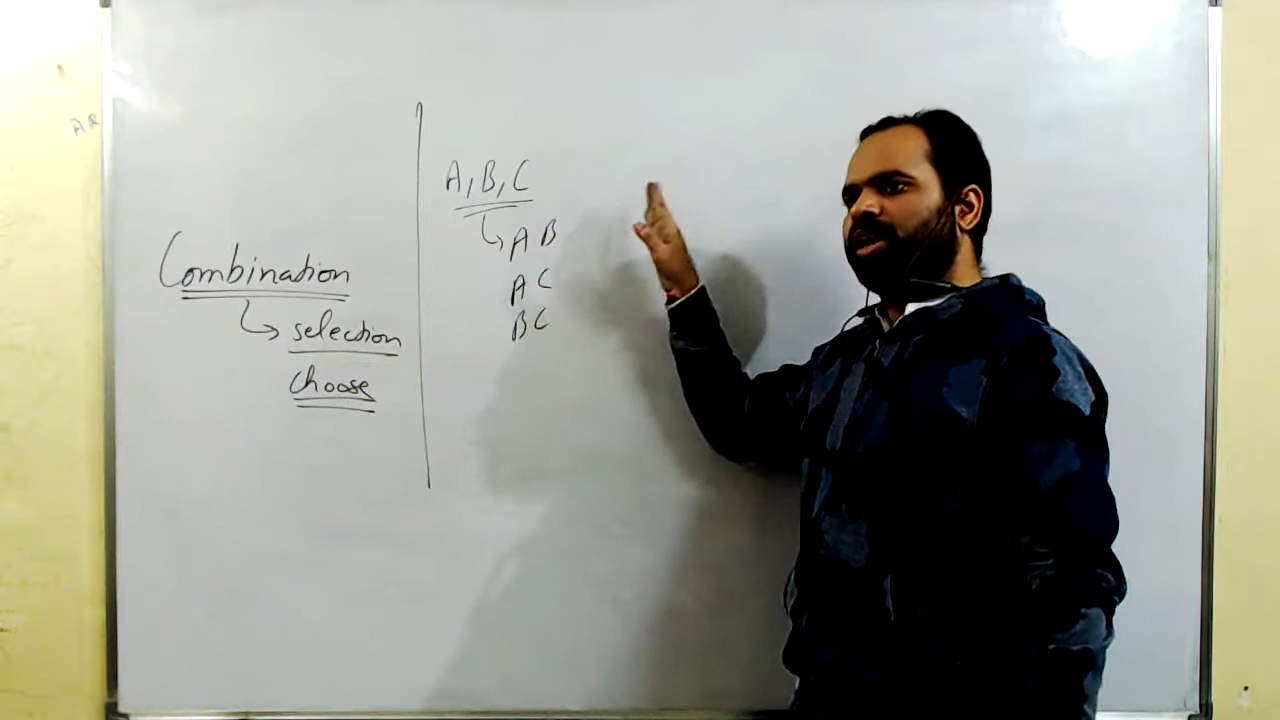 Combination
selection
choose
A, B, C
A B
A C
B C